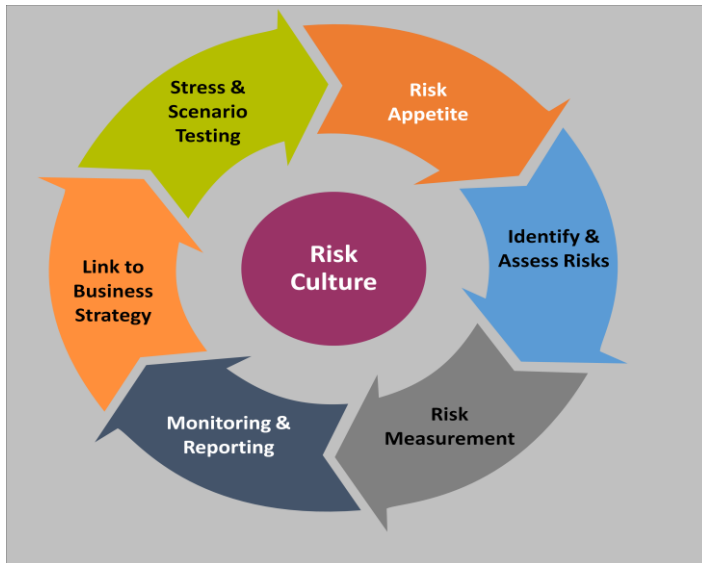 Stress &
Scenario
Testing
Risk
Appetite
Identify &
Assess Risks
Risk
Culture
Link to
Business
Strategy
Risk
Measurement
Monitoring &
Reporting